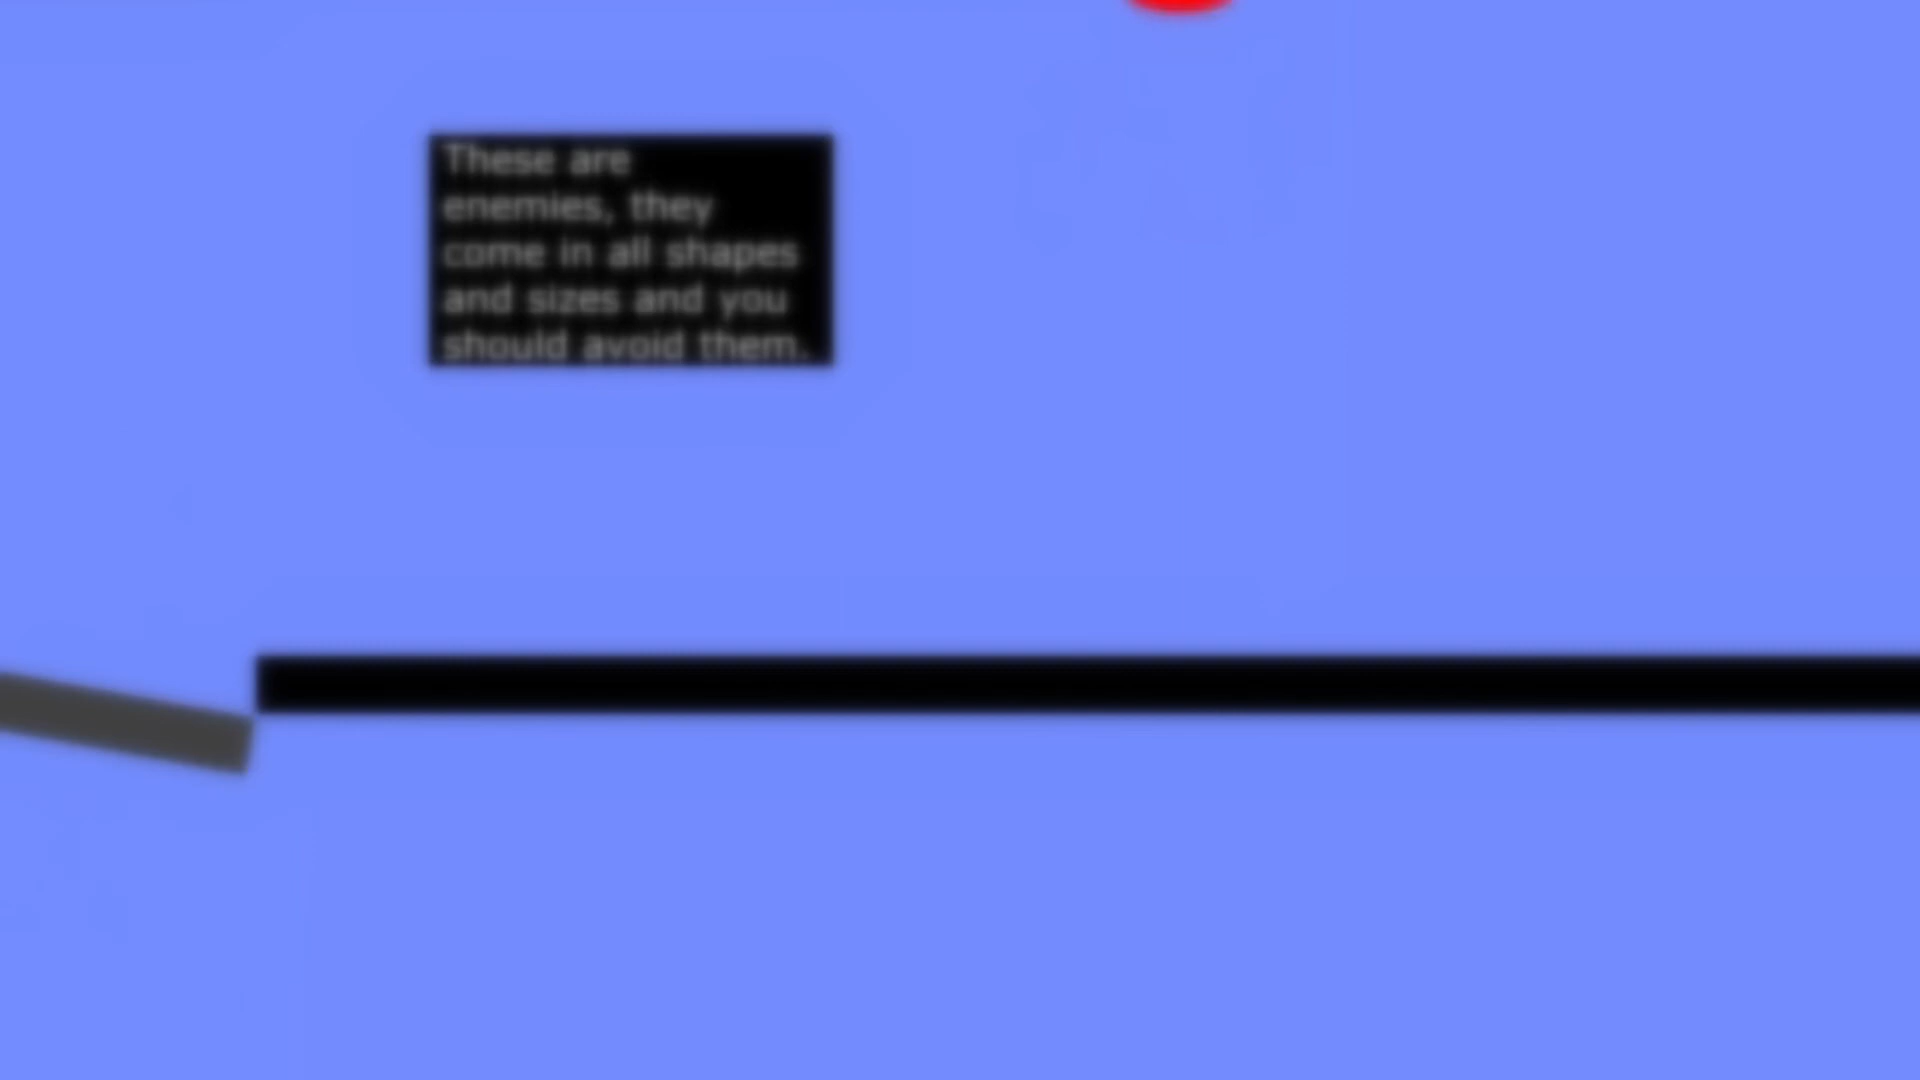 These are
enemies, they
come in all shapes
and sizes and you
should avoid them.